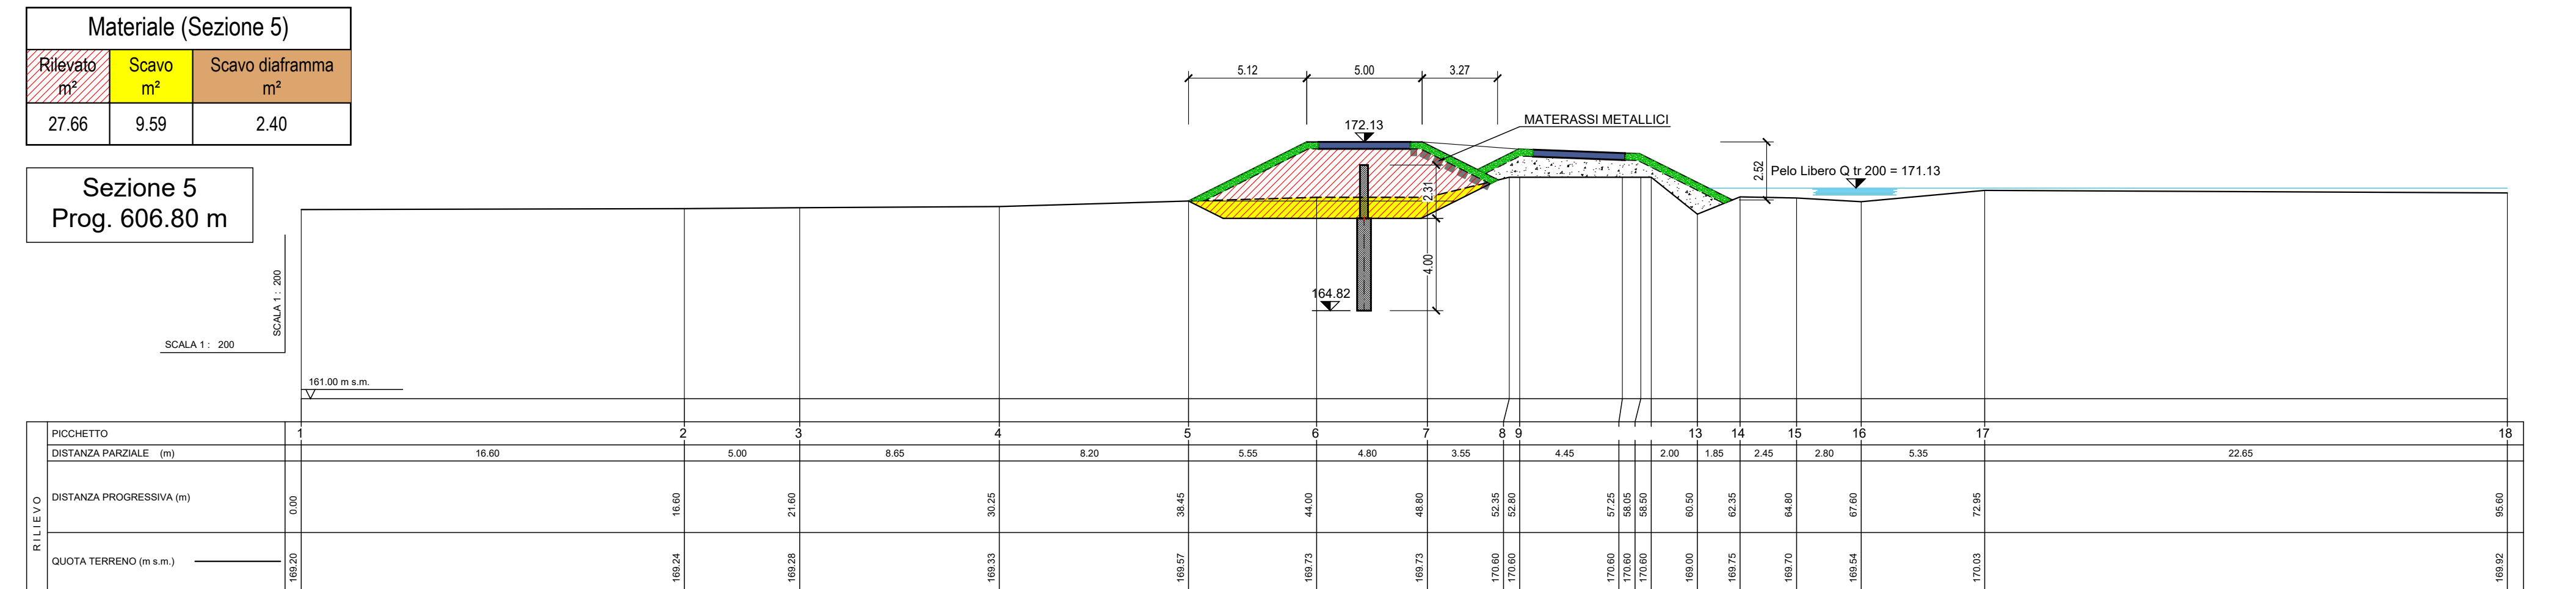 Materiale (Sezione 5)
Rilevato m² Scavo m² Scavo diaframma m²
27.66 9.59 2.40
Sezione 5
Prog. 606.80 m
5.12 5.00 3.27
172.13
MATERASSI METALLICI
2.52
Pelo Libero Q tr 200 = 171.13
2.31
4.00
164.82
SCALA 1 : 200
SCALA 1 : 200
161.00 m s.m.
RILIEVO
PICCHETTO 1 2 3 4 5 6 7 8 9 13 14 15 16 17 18
DISTANZA PARZIALE (m) 16.60 5.00 8.65 8.20 5.55 4.80 3.55 4.45 2.00 1.85 2.45 2.80 5.35 22.65
DISTANZA PROGRESSIVA (m) 0.00 16.60 21.60 30.25 38.45 44.00 48.80 52.35 52.80 57.25 58.05 58.50 60.50 62.35 64.80 67.60 72.95 95.60
QUOTA TERRENO (m s.m.) 169.20 169.24 169.28 169.33 169.57 169.73 169.73 170.60 170.60 170.60 170.60 170.60 169.00 169.75 169.70 169.54 170.03 169.92